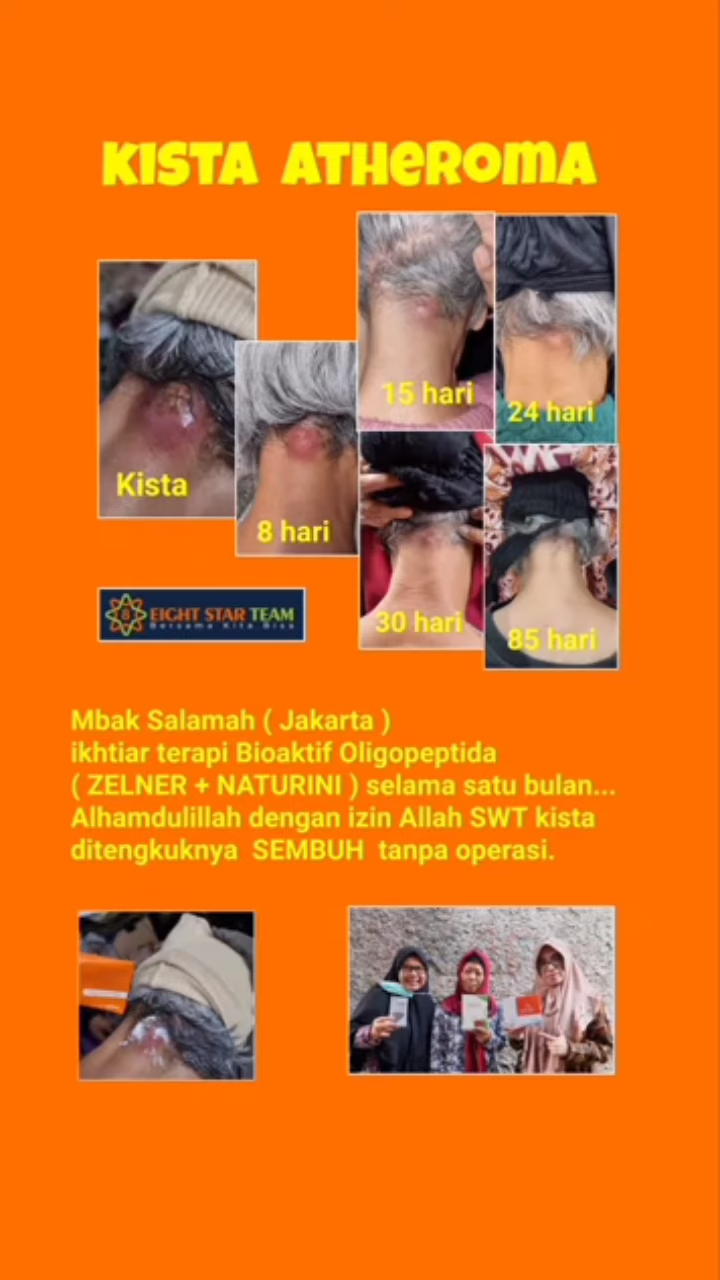 KISTA ATHEROMA
15 hari
24 hari
Kista
8 hari
30 hari
85 hari
8 EIGHT STAR TEAM
Bersama Kita Bisa
Mbak Salamah ( Jakarta )
ikhtiar terapi Bioaktif Oligopeptida
( ZELNER + NATURINI ) selama satu bulan...
Alhamdulillah dengan izin Allah SWT kista
ditengkuknya SEMBUH tanpa operasi.